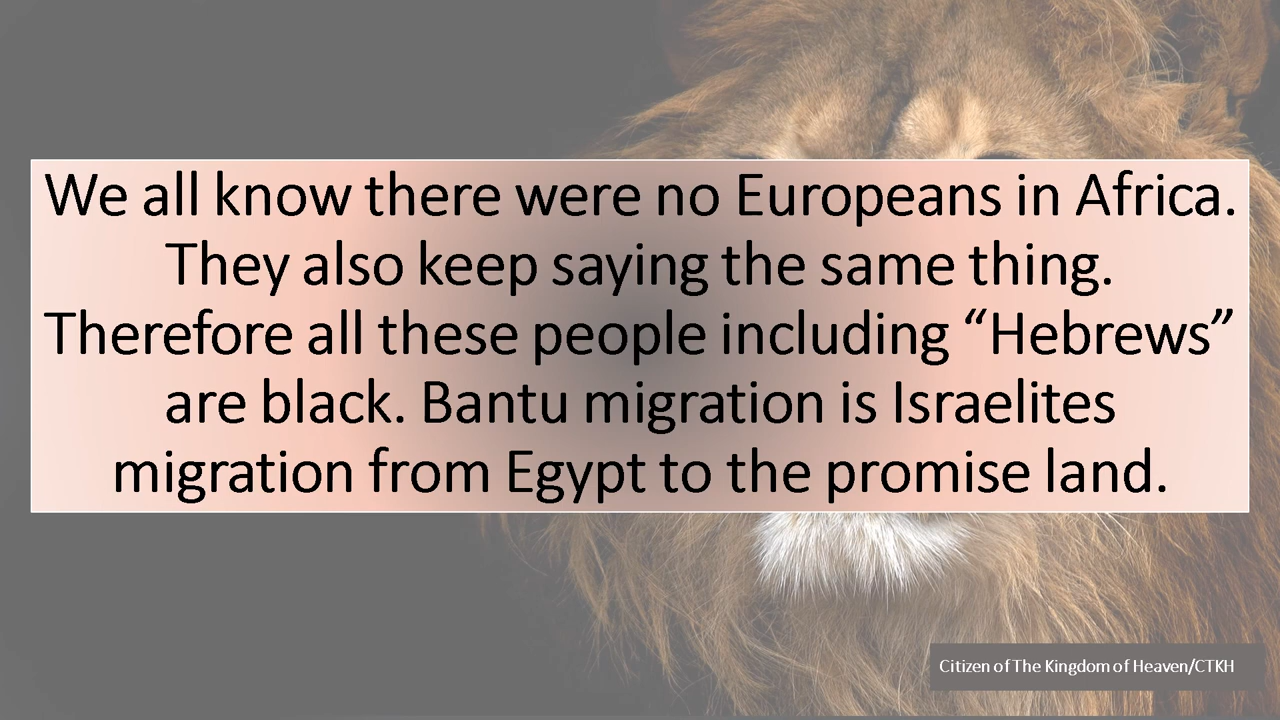 We all know there were no Europeans in Africa.
They also keep saying the same thing.
Therefore all these people including “Hebrews”
are black. Bantu migration is Israelites
migration from Egypt to the promise land.
Citizen of The Kingdom of Heaven/CTKH